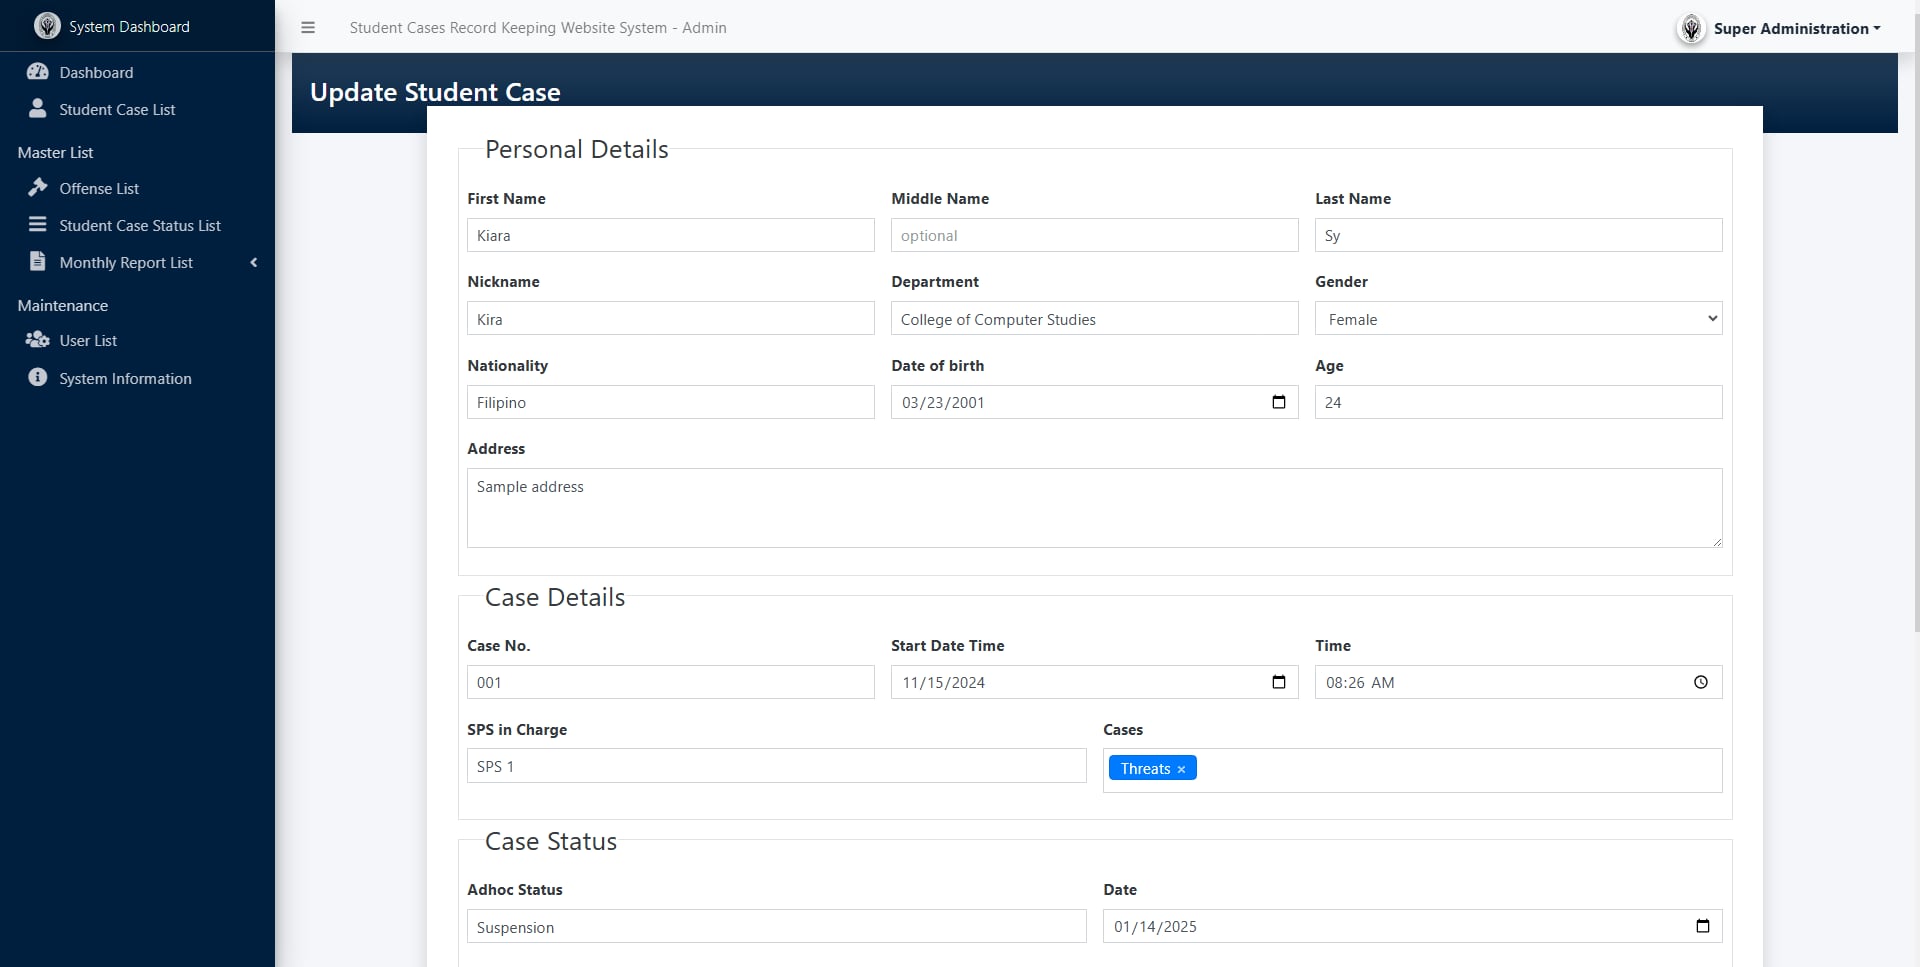 System Dashboard
Student Cases Record Keeping Website System - Admin
Super Administration
Dashboard
Student Case List
Master List
Offense List
Student Case Status List
Monthly Report List
Maintenance
User List
System Information
Update Student Case
Personal Details
First Name Middle Name Last Name
Kiara optional Sy
Nickname Department Gender
Kira College of Computer Studies Female
Nationality Date of birth Age
Filipino 03/23/2001 24
Address
Sample address
Case Details
Case No. Start Date Time Time
001 11/15/2024 08:26 AM
SPS in Charge Cases
SPS 1 Threats ×
Case Status
Adhoc Status Date
Suspension 01/14/2025